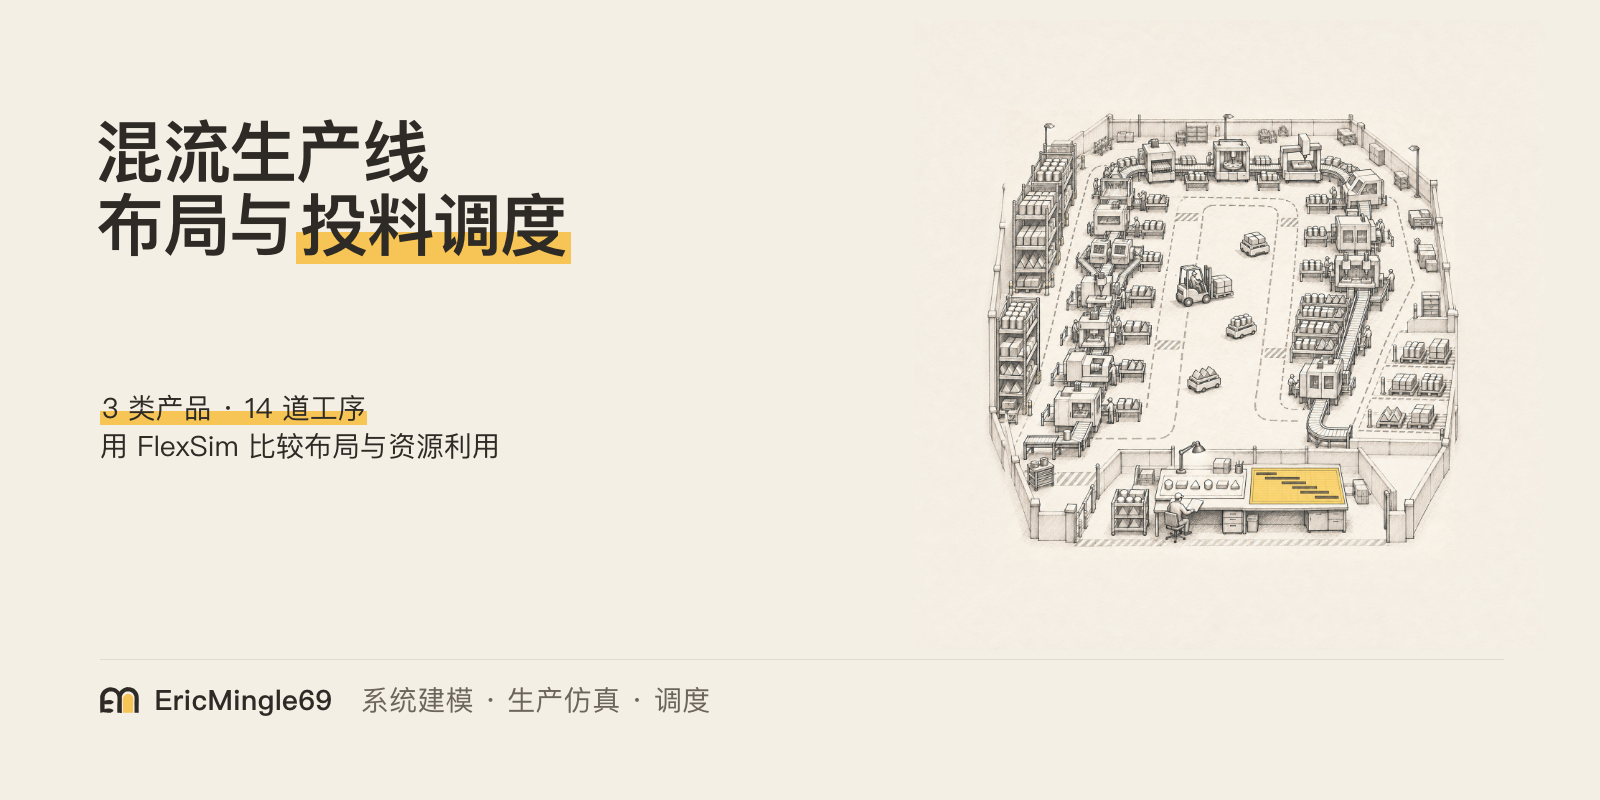 混流生产线
布局与投料调度
3 类产品 · 14 道工序
用 FlexSim 比较布局与资源利用
EricMingle69 系统建模 · 生产仿真 · 调度